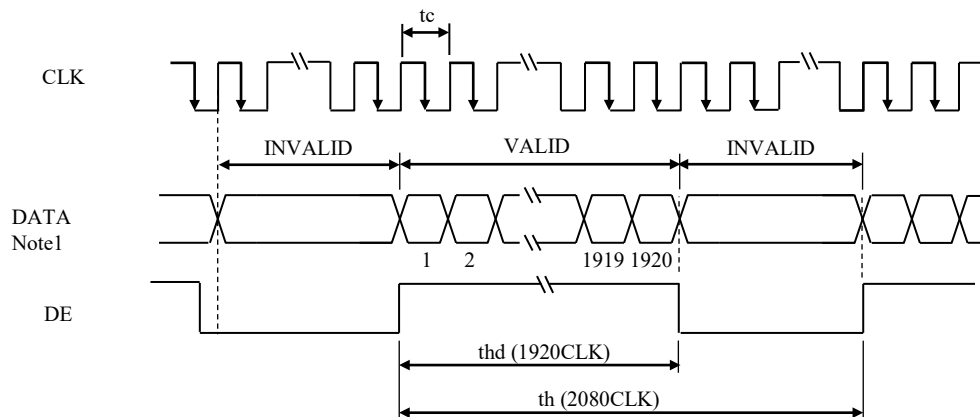 tc
CLK
INVALID VALID INVALID
DATA
Note1
1 2 1919 1920
DE
thd (1920CLK)
th (2080CLK)